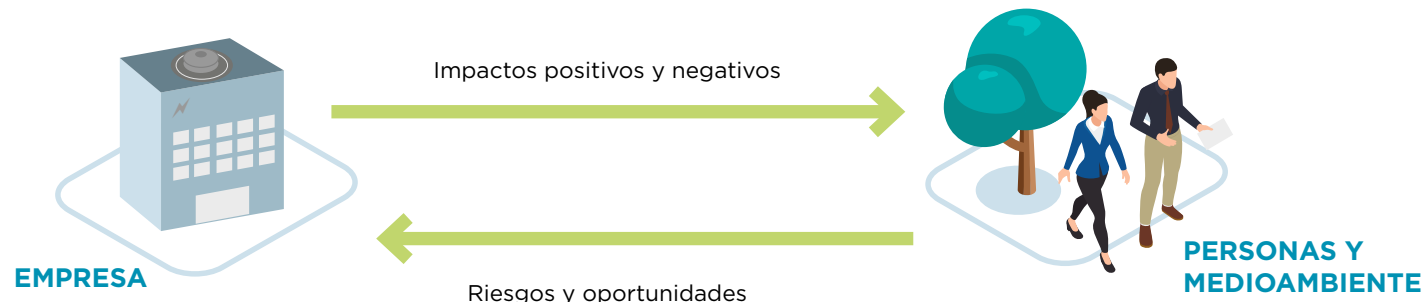 Impactos positivos y negativos
EMPRESA
Riesgos y oportunidades
PERSONAS Y
MEDIOAMBIENTE